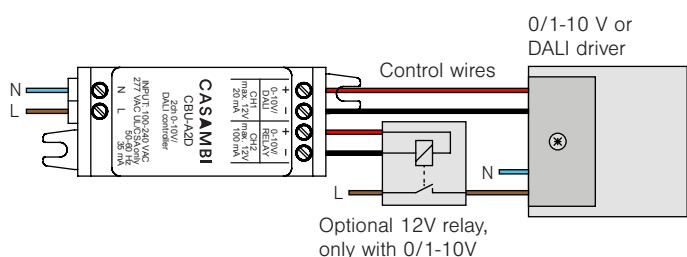 0/1-10 V or
DALI driver
Control wires
N
L
N
L
INPUT: 100-240 VAC
277 VAC UL/CSA only
50-60 Hz
35 mA
2ch 0-10V/
DALI controller
CBU-A2D
CASAMBI
0-10V/
DALI
CH1
max. 12V
20 mA
0-10V/
RELAY
CH2
max. 12V
100 mA
+
−
+
−
N
L
Optional 12V relay,
only with 0/1-10V